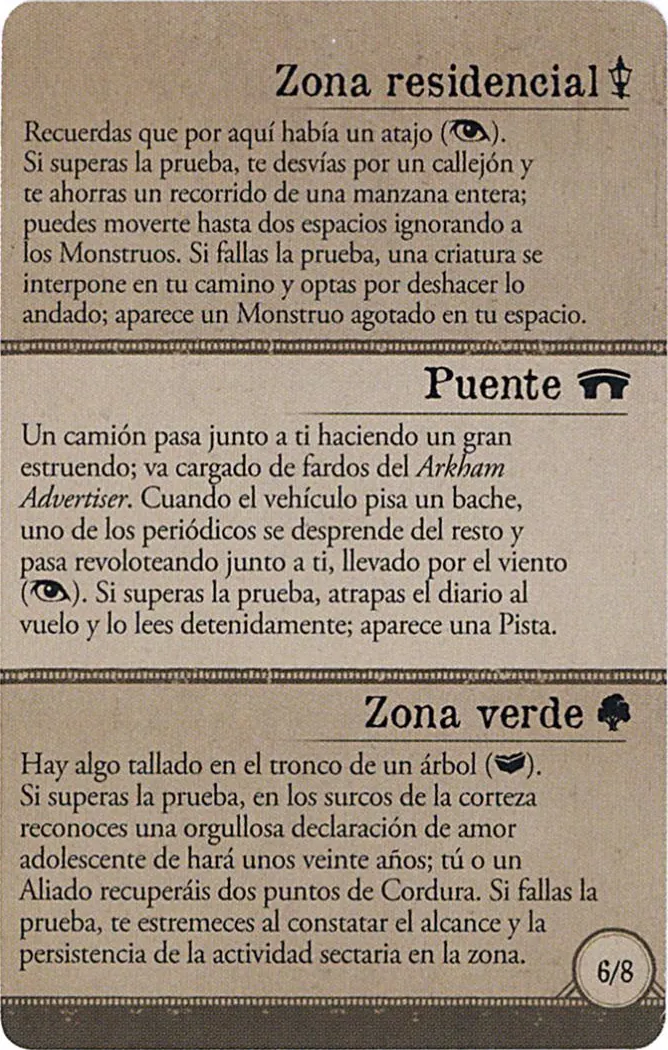 Zona residencial
Recuerdas que por aquí había un atajo ( ).
Si superas la prueba, te desvías por un callejón y
te ahorras un recorrido de una manzana entera;
puedes moverte hasta dos espacios ignorando a
los Monstruos. Si fallas la prueba, una criatura se
interpone en tu camino y optas por deshacer lo
andado; aparece un Monstruo agotado en tu espacio.
Puente
Un camión pasa junto a ti haciendo un gran
estruendo; va cargado de fardos del Arkham
Advertiser. Cuando el vehículo pisa un bache,
uno de los periódicos se desprende del resto y
pasa revoloteando junto a ti, llevado por el viento
( ). Si superas la prueba, atrapas el diario al
vuelo y lo lees detenidamente; aparece una Pista.
Zona verde
Hay algo tallado en el tronco de un árbol ( ).
Si superas la prueba, en los surcos de la corteza
reconoces una orgullosa declaración de amor
adolescente de hará unos veinte años; tú o un
Aliado recuperáis dos puntos de Cordura. Si fallas la
prueba, te estremeces al constatar el alcance y la
persistencia de la actividad sectaria en la zona.
6/8